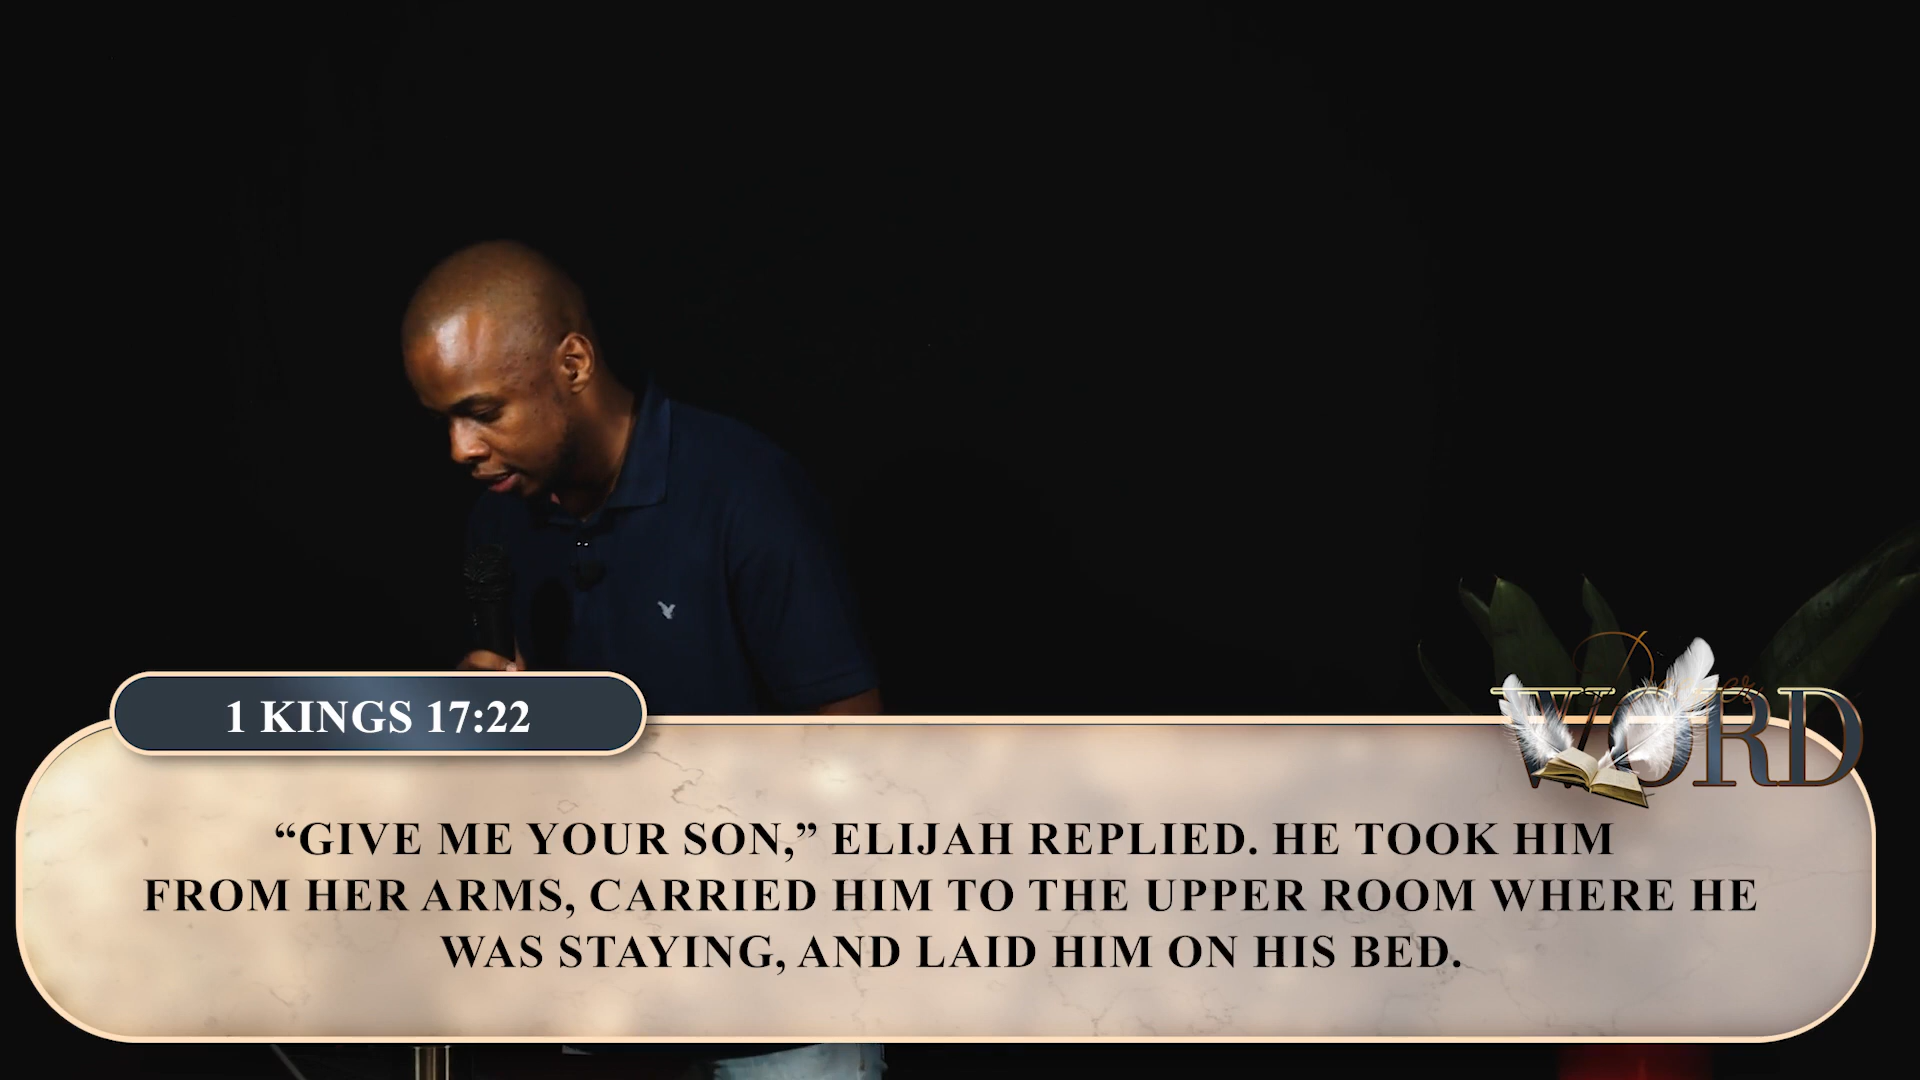 1 KINGS 17:22
WORD
“GIVE ME YOUR SON,” ELIJAH REPLIED. HE TOOK HIM
FROM HER ARMS, CARRIED HIM TO THE UPPER ROOM WHERE HE
WAS STAYING, AND LAID HIM ON HIS BED.